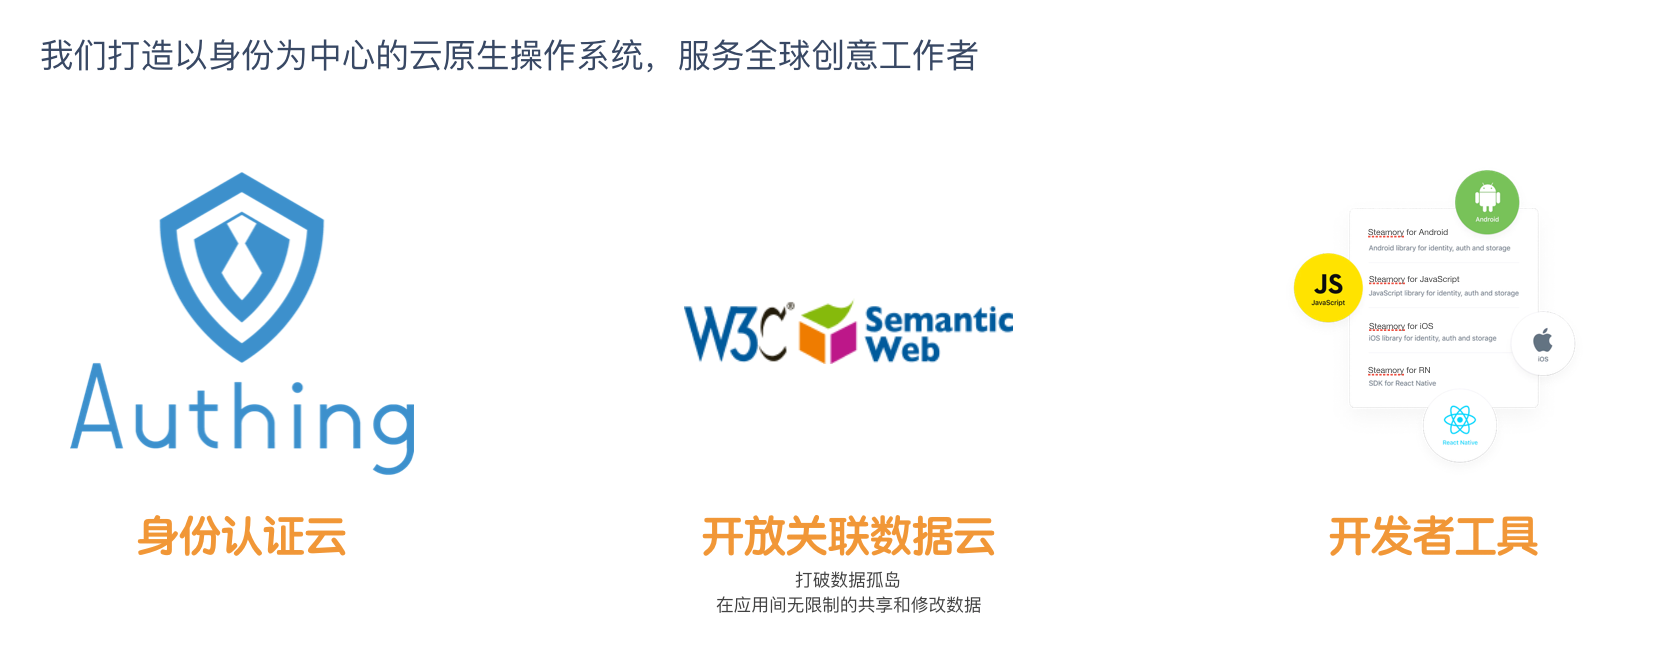 我们打造以身份为中心的云原生操作系统，服务全球创意工作者
Authing
身份认证云
W3C® Semantic Web
开放关联数据云
打破数据孤岛
在应用间无限制的共享和修改数据
Android
Steamory for Android
Android library for identity, auth and storage
JS
JavaScript
Steamory for JavaScript
JavaScript library for identity, auth and storage
Steamory for iOS
iOS library for identity, auth and storage
iOS
Steamory for RN
SDK for React Native
React Native
开发者工具